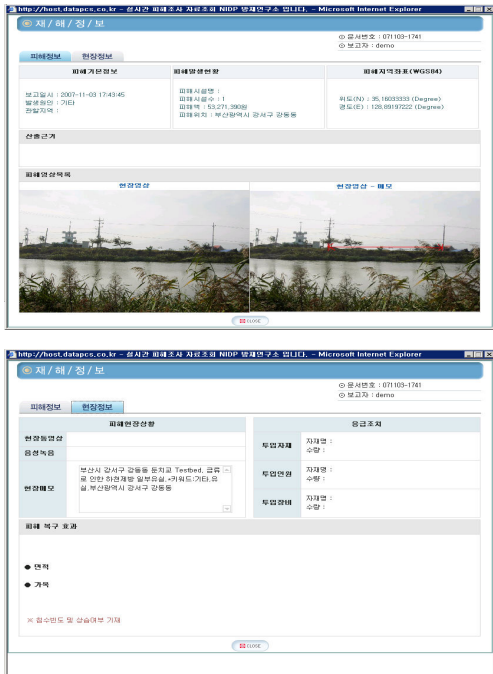 http://host,datapcs,co,kr - 실시간 피해조사 자료조회 NIDP 방재연구소 입니다, - Microsoft Internet Explorer
재/해/정/보
⊙ 문서번호 : 071103-1741
⊙ 보고자 : demo
피해정보 현장정보
피해기본정보 피해발생현황 피해지역좌표(WGS84)
보고일시 : 2007-11-03 17:43:45
발생원인 : 기타
관할지역 :
피해시설명 :
피해시설수 : 1
피해액 : 53,271,390원
피해위치 : 부산광역시 강서구 강동동
위도(N) : 35,16033333 (Degree)
경도(E) : 128,89197222 (Degree)
산출근거
피해영상목록
현장영상 현장영상 - 메모
CLOSE
http://host,datapcs,co,kr - 실시간 피해조사 자료조회 NIDP 방재연구소 입니다, - Microsoft Internet Explorer
재/해/정/보
⊙ 문서번호 : 071103-1741
⊙ 보고자 : demo
피해정보 현장정보
피해현장상황 응급조치
현장동영상
음성녹음
현장메모
부산시 강서구 강동동 둔치교 Testbed, 급류
로 인한 하천제방 일부유실,*키워드:기타,유
실,부산광역시 강서구 강동동
투입자재 자재명 :
수량 :
투입인원 자재명 :
수량 :
투입장비 자재명 :
수량 :
피해 복구 효과
● 면적
● 가옥
※ 침수빈도 및 상습여부 기재
CLOSE